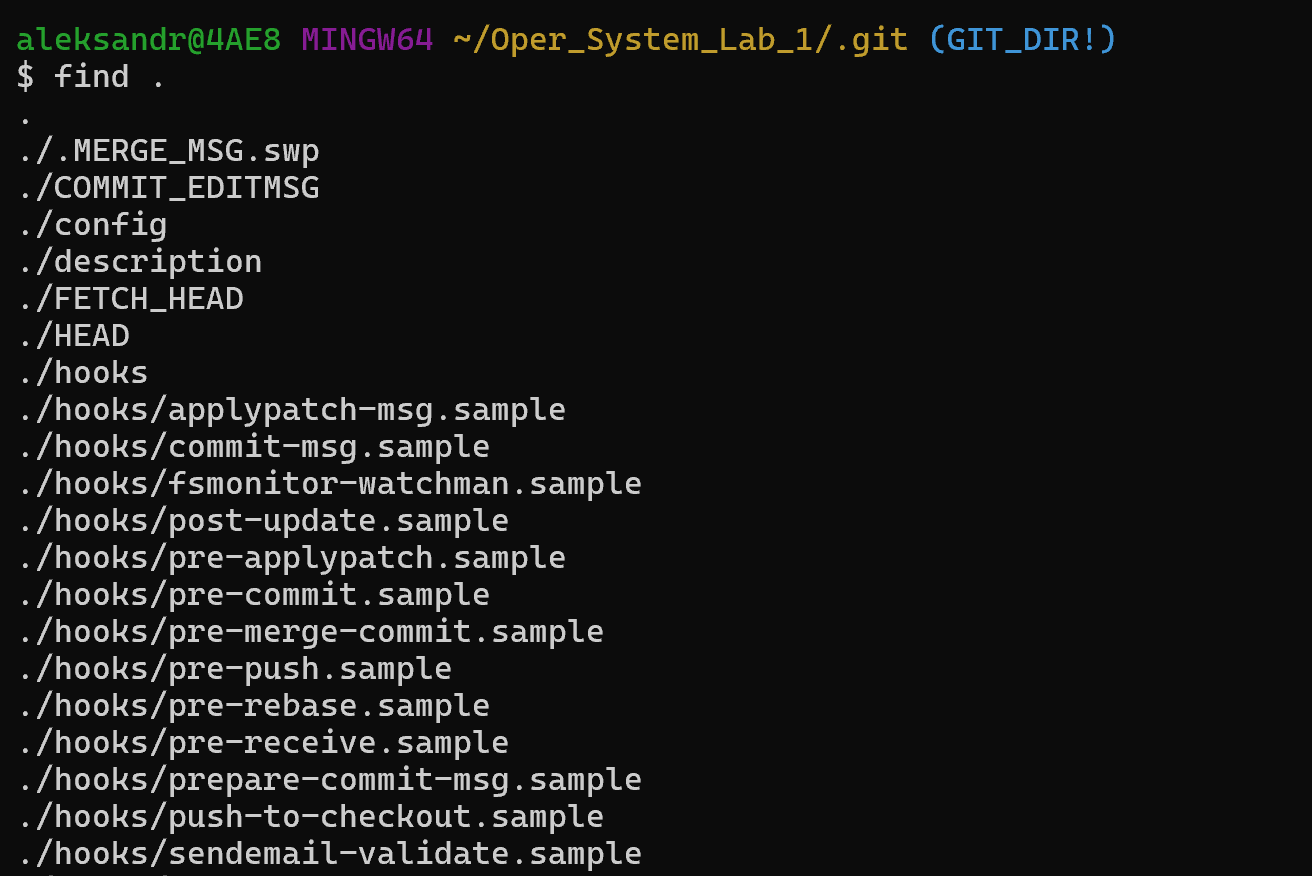 aleksandr@4AE8 MINGW64 ~/Oper_System_Lab_1/.git (GIT_DIR!)
$ find .
.
./.MERGE_MSG.swp
./COMMIT_EDITMSG
./config
./description
./FETCH_HEAD
./HEAD
./hooks
./hooks/applypatch-msg.sample
./hooks/commit-msg.sample
./hooks/fsmonitor-watchman.sample
./hooks/post-update.sample
./hooks/pre-applypatch.sample
./hooks/pre-commit.sample
./hooks/pre-merge-commit.sample
./hooks/pre-push.sample
./hooks/pre-rebase.sample
./hooks/pre-receive.sample
./hooks/prepare-commit-msg.sample
./hooks/push-to-checkout.sample
./hooks/sendemail-validate.sample